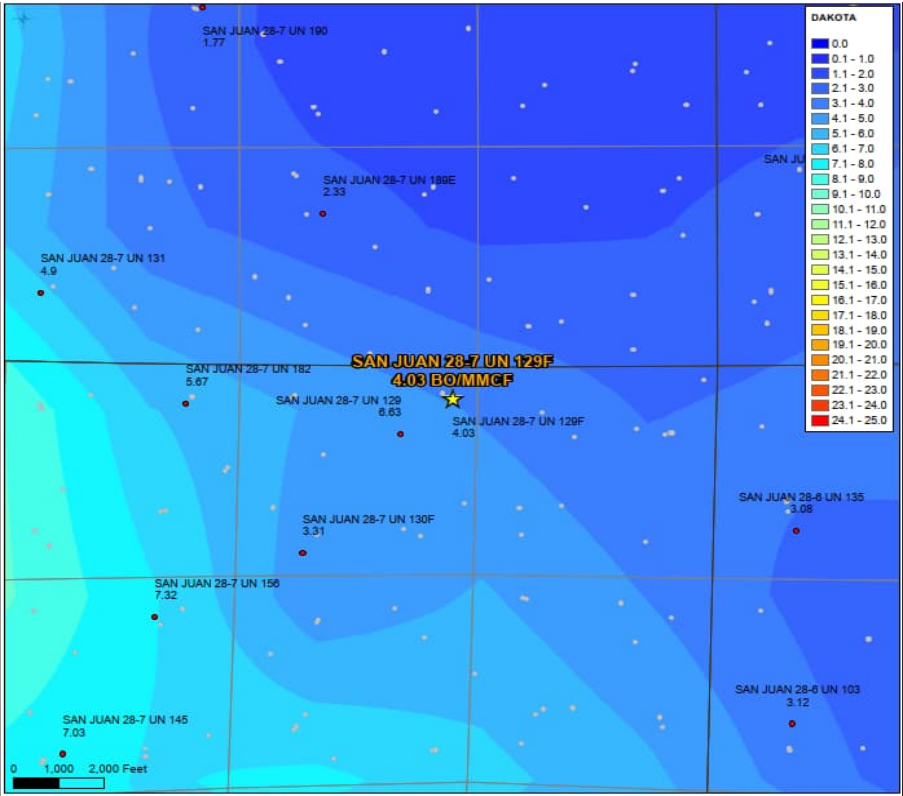 SAN JUAN 28-7 UN 190
1.77
DAKOTA
0.0
0.1 - 1.0
1.1 - 2.0
2.1 - 3.0
3.1 - 4.0
4.1 - 5.0
5.1 - 6.0
6.1 - 7.0
7.1 - 8.0
8.1 - 9.0
9.1 - 10.0
10.1 - 11.0
11.1 - 12.0
12.1 - 13.0
13.1 - 14.0
14.1 - 15.0
15.1 - 16.0
16.1 - 17.0
17.1 - 18.0
18.1 - 19.0
19.1 - 20.0
20.1 - 21.0
21.1 - 22.0
22.1 - 23.0
23.1 - 24.0
24.1 - 25.0
SAN JU
SAN JUAN 28-7 UN 189E
2.33
SAN JUAN 28-7 UN 131
4.9
SAN JUAN 28-7 UN 129F
4.03 BO/MMCF
SAN JUAN 28-7 UN 182
5.67
SAN JUAN 28-7 UN 129
6.63
SAN JUAN 28-7 UN 129F
4.03
SAN JUAN 28-6 UN 135
3.08
SAN JUAN 28-7 UN 130F
3.31
SAN JUAN 28-7 UN 156
7.32
SAN JUAN 28-6 UN 103
3.12
SAN JUAN 28-7 UN 145
7.03
0 1,000 2,000 Feet